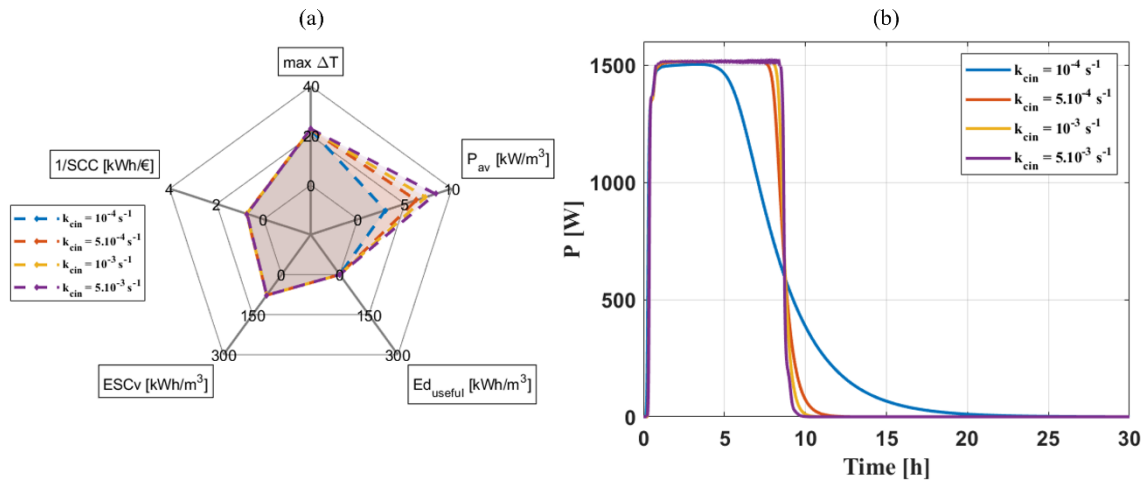 (a)
max ΔT
40
20
0
1/SCC [kWh/€]
4
2
0
P_av [kW/m³]
10
5
0
k_cin = 10⁻⁴ s⁻¹
k_cin = 5.10⁻⁴ s⁻¹
k_cin = 10⁻³ s⁻¹
k_cin = 5.10⁻³ s⁻¹
0
150
300
ESCv [kWh/m³]
0
150
300
Ed_useful [kWh/m³]
(b)
P [W]
1500
1000
500
0
k_cin = 10⁻⁴ s⁻¹
k_cin = 5.10⁻⁴ s⁻¹
k_cin = 10⁻³ s⁻¹
k_cin = 5.10⁻³ s⁻¹
0 5 10 15 20 25 30
Time [h]